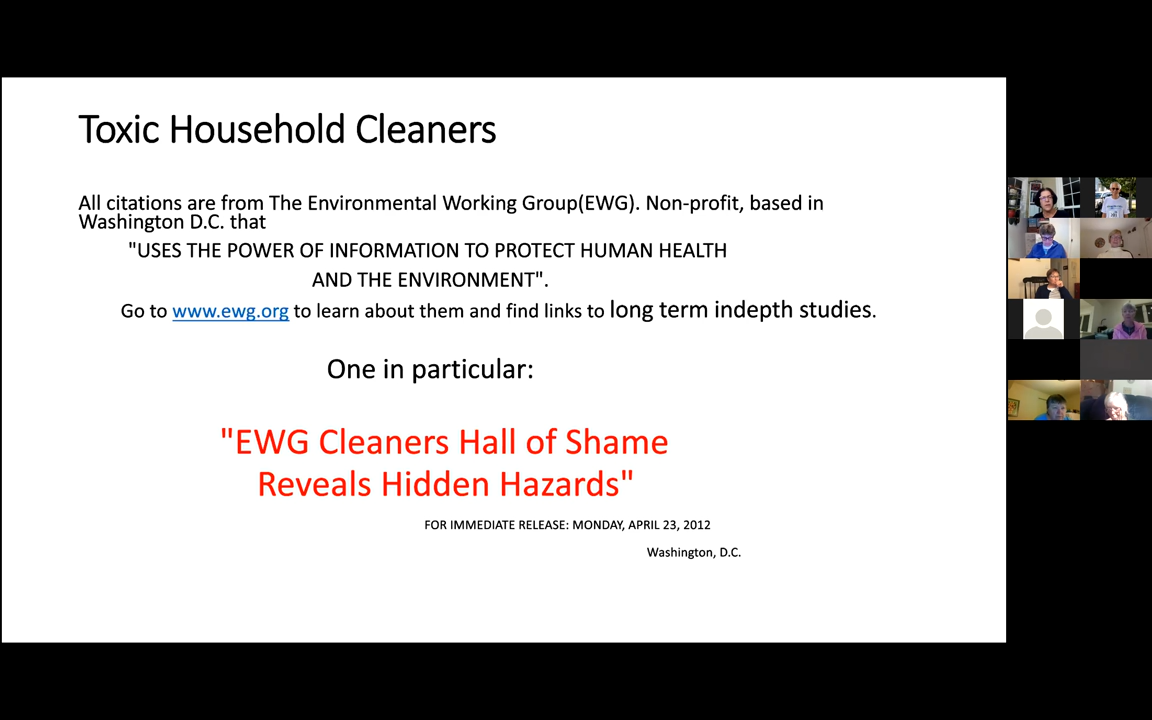 Toxic Household Cleaners
All citations are from The Environmental Working Group(EWG). Non-profit, based in
Washington D.C. that
"USES THE POWER OF INFORMATION TO PROTECT HUMAN HEALTH
AND THE ENVIRONMENT".
Go to www.ewg.org to learn about them and find links to long term indepth studies.
One in particular:
"EWG Cleaners Hall of Shame
Reveals Hidden Hazards"
FOR IMMEDIATE RELEASE: MONDAY, APRIL 23, 2012
Washington, D.C.